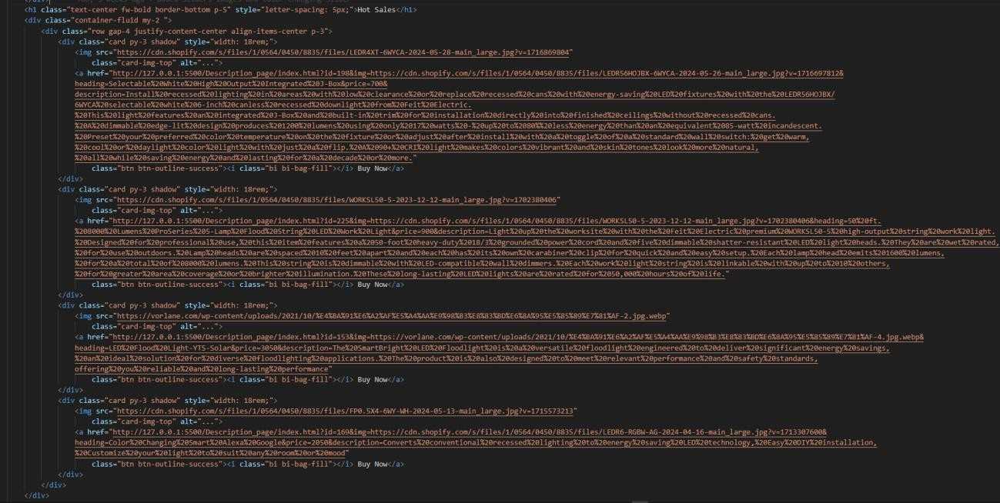 <h1 class="text-center fw-bold border-bottom p-5" style="letter-spacing: 5px;">Hot Sales</h1>
<div class="container-fluid my-2 ">
<div class="row gap-4 justify-content-center align-items-center p-3">
<div class="card py-3 shadow" style="width: 18rem;">
<img src="https://cdn.shopify.com/s/files/1/0564/0450/8835/files/LEDR4XT-6WYCA-2024-05-28-main_large.jpg?v=1716869804"
class="card-img-top" alt="...">
<a href="http://127.0.0.1:5500/Description_page/index.html?id=198&img=https://cdn.shopify.com/s/files/1/0564/0450/8835/files/LEDR56HOJBX-6WYCA-2024-05-26-main_large.jpg?v=1716697812&
heading=Selectable%20White%20High%20Output%20Integrated%20J-Box&price=700&
description=Install%20recessed%20lighting%20in%20areas%20with%20low%20clearance%20or%20replace%20recessed%20cans%20with%20energy-saving%20LED%20fixtures%20with%20the%20LEDR56HOJBX/
6WYCA%20selectable%20white%206-inch%20canless%20recessed%20downlight%20from%20Feit%20Electric.
%20This%20light%20features%20an%20integrated%20J-Box%20and%20built-in%20trim%20for%20installation%20directly%20into%20finished%20ceilings%20without%20recessed%20cans.
%20A%20dimmable%20edge-lit%20design%20produces%201200%20lumens%20using%20only%2017%20watts%20-%20up%20to%2080%%20less%20energy%20than%20an%20equivalent%2085-watt%20incandescent.
%20Preset%20your%20preferred%20color%20temperature%20on%20the%20fixture%20or%20adjust%20after%20install%20with%20a%20toggle%20of%20a%20standard%20wall%20switch:%20get%20warm,
%20cool%20or%20daylight%20color%20light%20with%20just%20a%20flip.%20A%2090+%20CRI%20light%20makes%20colors%20vibrant%20and%20skin%20tones%20look%20more%20natural,
%20all%20while%20saving%20energy%20and%20lasting%20for%20a%20decade%20or%20more."
class="btn btn-outline-success"><i class="bi bi-bag-fill"></i> Buy Now</a>
</div>
<div class="card py-3 shadow" style="width: 18rem;">
<img src="https://cdn.shopify.com/s/files/1/0564/0450/8835/files/WORKSL50-5-2023-12-12-main_large.jpg?v=1702380406"
class="card-img-top" alt="...">
<a href="http://127.0.0.1:5500/Description_page/index.html?id=225&img=https://cdn.shopify.com/s/files/1/0564/0450/8835/files/WORKSL50-5-2023-12-12-main_large.jpg?v=1702380406&heading=50%20ft.
%208000%20Lumens%20ProSeries%205-Lamp%20Flood%20String%20LED%20Work%20Light&price=900&description=Light%20up%20the%20worksite%20with%20the%20Feit%20Electric%20premium%20WORKSL50-5%20high-output%20string%20work%20light.
%20Designed%20for%20professional%20use,%20this%20item%20features%20a%2050-foot%20heavy-duty%2018/3%20grounded%20power%20cord%20and%20five%20dimmable%20shatter-resistant%20LED%20light%20heads.%20They%20are%20wet%20rated,
%20for%20use%20outdoors.%20Lamp%20heads%20are%20spaced%2010%20feet%20apart%20and%20each%20has%20its%20own%20carabiner%20clip%20for%20quick%20and%20easy%20setup.%20Each%20lamp%20head%20emits%201600%20lumens,
%20for%20a%20total%20of%208000%20lumens.%20This%20string%20is%20dimmable%20with%20LED-compatible%20wall%20dimmers.%20Each%20work%20light%20string%20is%20linkable%20with%20up%20to%2010%20others,
%20for%20greater%20area%20coverage%20or%20brighter%20illumination.%20These%20long-lasting%20LED%20lights%20are%20rated%20for%2050,000%20hours%20of%20life."
class="btn btn-outline-success"><i class="bi bi-bag-fill"></i> Buy Now</a>
</div>
<div class="card py-3 shadow" style="width: 18rem;">
<img src="https://vorlane.com/wp-content/uploads/2021/10/%E4%BA%91%E6%A2%AF%E5%A4%AA%E9%98%B3%E8%83%BD%E6%8A%95%E5%85%89%E7%81%AF-2.jpg.webp"
class="card-img-top" alt="...">
<a href="http://127.0.0.1:5500/Description_page/index.html?id=153&img=https://vorlane.com/wp-content/uploads/2021/10/%E4%BA%91%E6%A2%AF%E5%A4%AA%E9%98%B3%E8%83%BD%E6%8A%95%E5%85%89%E7%81%AF-4.jpg.webp&
heading=LED%20Flood%20Light-YTS-Solar&price=3050&description=The%20SmartBright%20LED%20Floodlight%20is%20a%20versatile%20floodlight%20engineered%20to%20deliver%20significant%20energy%20savings,
%20an%20ideal%20solution%20for%20diverse%20floodlighting%20applications.%20The%20product%20is%20also%20designed%20to%20meet%20relevant%20performance%20and%20safety%20standards,
offering%20you%20reliable%20and%20long-lasting%20performance"
class="btn btn-outline-success"><i class="bi bi-bag-fill"></i> Buy Now</a>
</div>
<div class="card py-3 shadow" style="width: 18rem;">
<img src="https://cdn.shopify.com/s/files/1/0564/0450/8835/files/FP0.5X4-6WY-WH-2024-05-13-main_large.jpg?v=1715573213"
class="card-img-top" alt="...">
<a href="http://127.0.0.1:5500/Description_page/index.html?id=169&img=https://cdn.shopify.com/s/files/1/0564/0450/8835/files/LEDR6-RGBW-AG-2024-04-16-main_large.jpg?v=1713307600&
heading=Color%20Changing%20Smart%20Alexa%20Google&price=2050&description=Converts%20conventional%20recessed%20lighting%20to%20energy%20saving%20LED%20technology,%20Easy%20DIY%20installation,
%20Customize%20your%20light%20to%20suit%20any%20room%20or%20mood"
class="btn btn-outline-success"><i class="bi bi-bag-fill"></i> Buy Now</a>
</div>
</div>
</div>